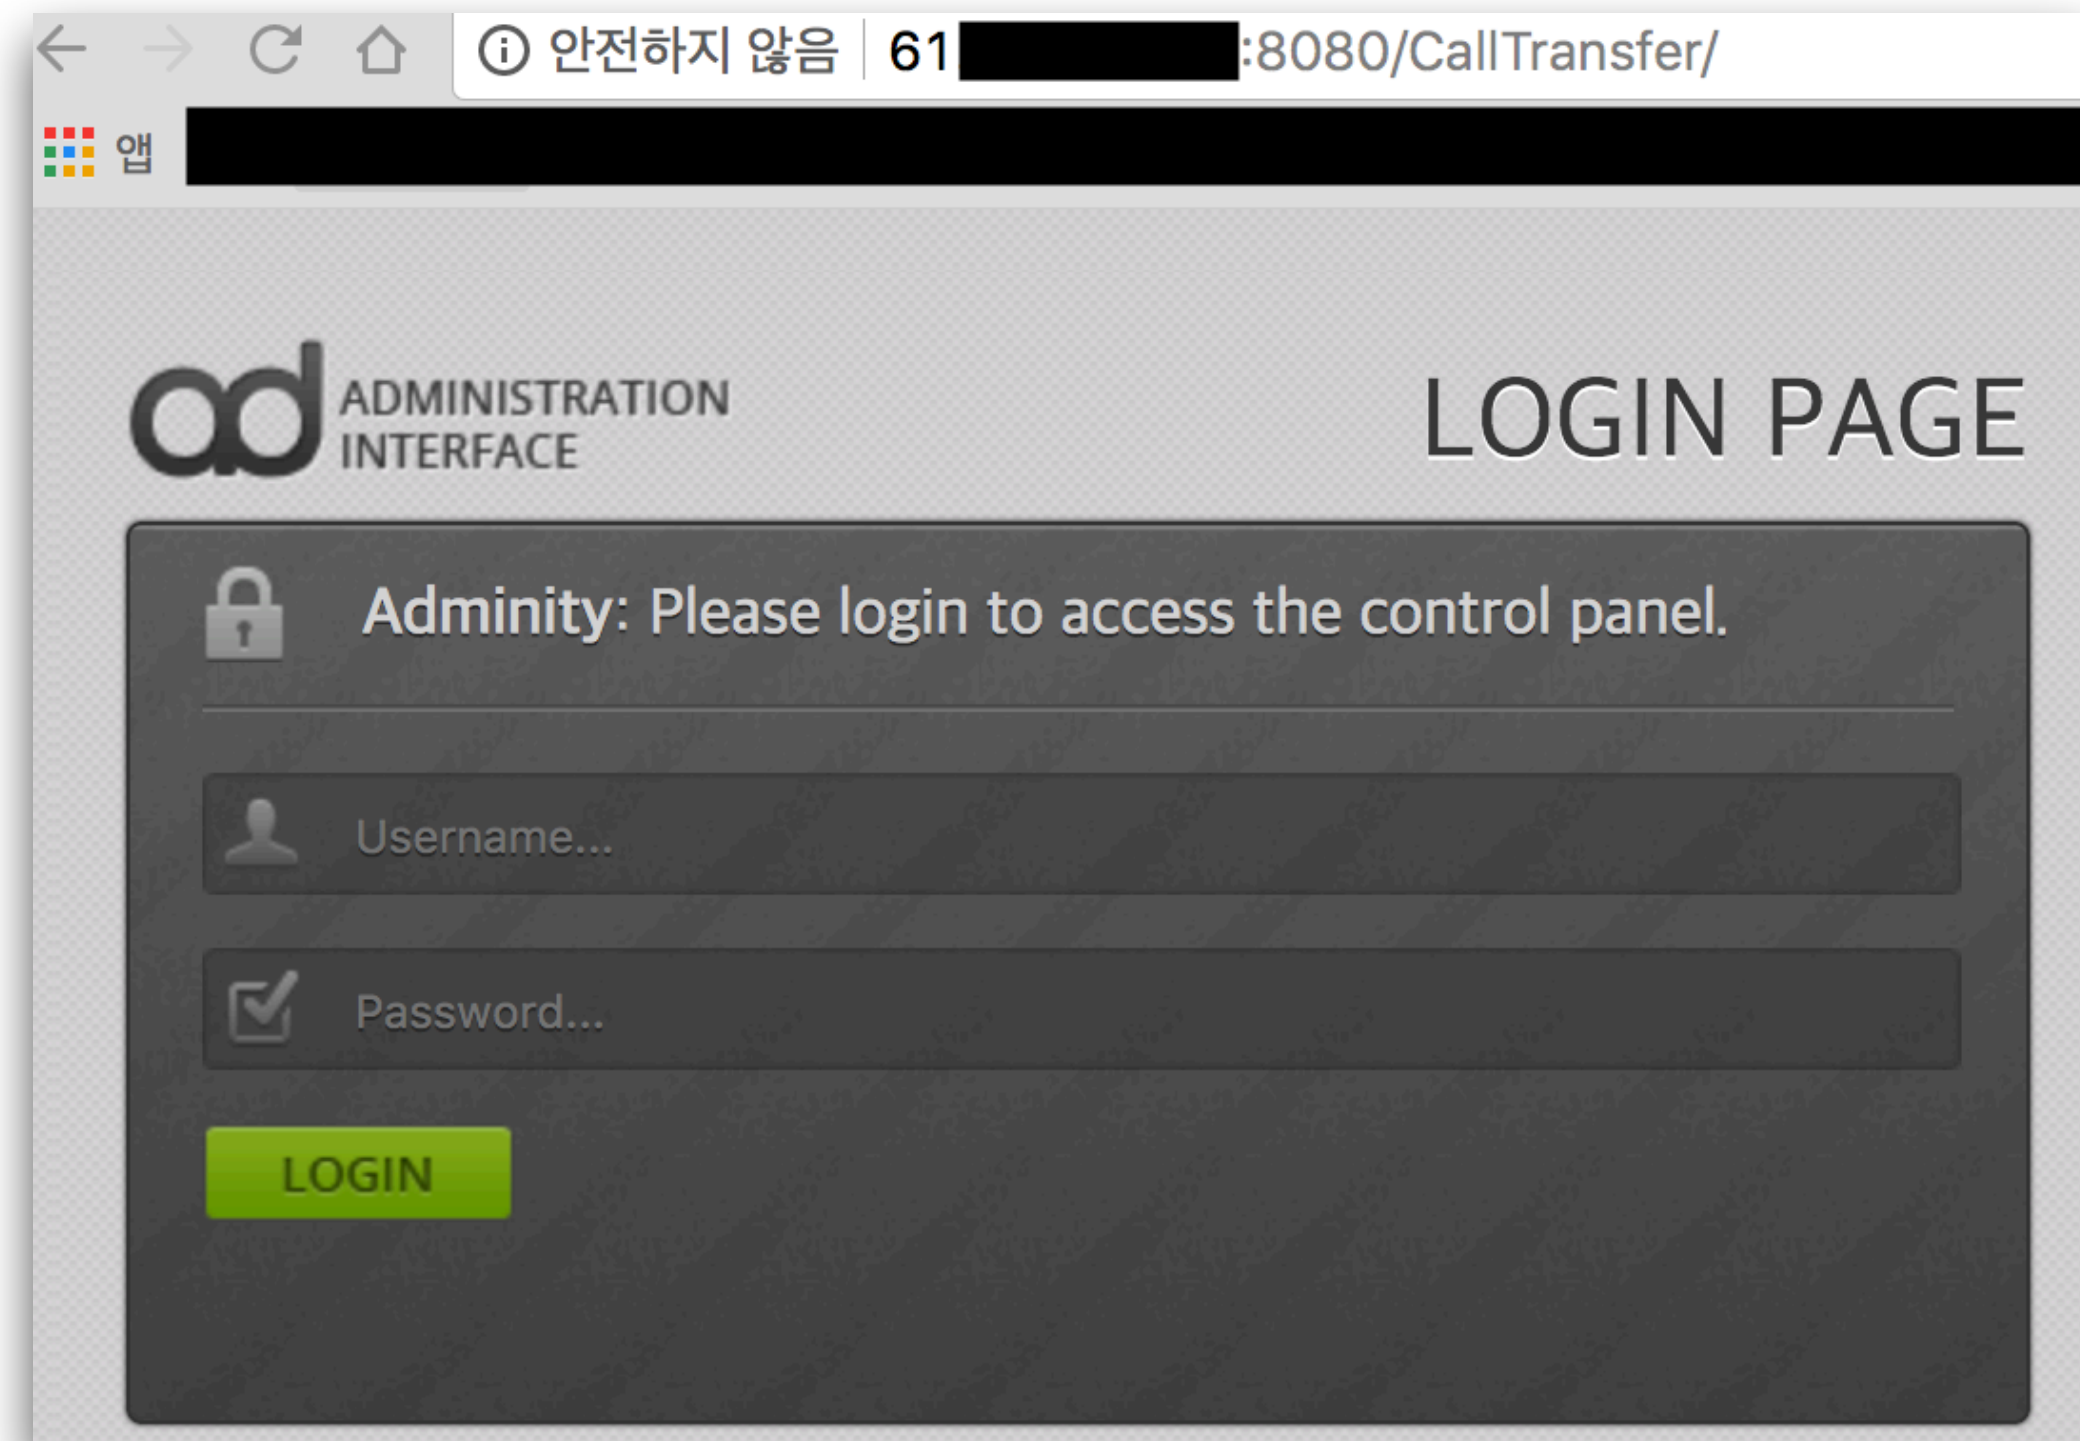 안전하지 않음 61 :8080/CallTransfer/
앱
ad ADMINISTRATION
INTERFACE
LOGIN PAGE
Adminity: Please login to access the control panel.
Username...
Password...
LOGIN